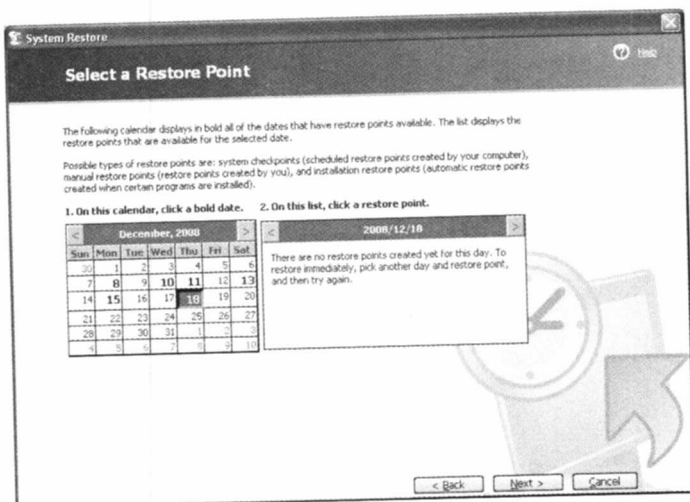 System Restore
Help
Select a Restore Point
The following calendar displays in bold all of the dates that have restore points available. The list displays the
restore points that are available for the selected date.
Possible types of restore points are: system checkpoints (scheduled restore points created by your computer),
manual restore points (restore points created by you), and installation restore points (automatic restore points
created when certain programs are installed).
1. On this calendar, click a bold date.
2. On this list, click a restore point.
< December, 2008 >
Sun Mon Tue Wed Thu Fri Sat
30 1 2 3 4 5 6
7 8 9 10 11 12 13
14 15 16 17 18 19 20
21 22 23 24 25 26 27
28 29 30 31 1 2 3
4 5 6 7 8 9 10
< 2008/12/18 >
There are no restore points created yet for this day. To
restore immediately, pick another day and restore point,
and then try again.
< Back Next > Cancel